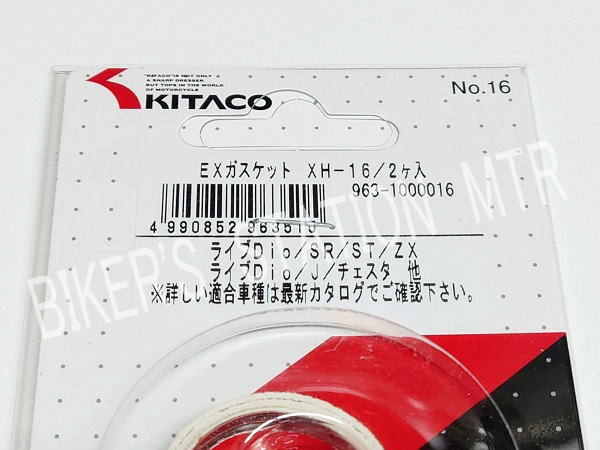 "KITACO"IS NOT ONLY
A SHARP DRESSER
BUT TOPS IN THE WORLD
OF MOTORCYCLE
KITACO
No.16
EXガスケット XH-16/2ヶ入
963-1000016
4 990852 963510
ライブDio/SR/ST/ZX
ライブDio/J/チェスタ 他
※詳しい適合車種は最新カタログでご確認下さい。
BIKER'S STATION MTR